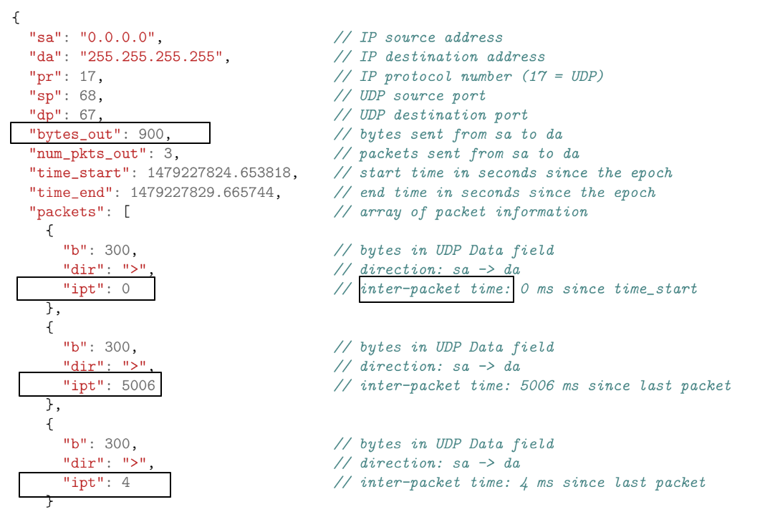 {
"sa": "0.0.0.0", // IP source address
"da": "255.255.255.255", // IP destination address
"pr": 17, // IP protocol number (17 = UDP)
"sp": 68, // UDP source port
"dp": 67, // UDP destination port
"bytes_out": 900, // bytes sent from sa to da
"num_pkts_out": 3, // packets sent from sa to da
"time_start": 1479227824.653818, // start time in seconds since the epoch
"time_end": 1479227829.665744, // end time in seconds since the epoch
"packets": [ // array of packet information
{
"b": 300, // bytes in UDP Data field
"dir": ">", // direction: sa -> da
"ipt": 0 // inter-packet time: 0 ms since time_start
},
{
"b": 300, // bytes in UDP Data field
"dir": ">", // direction: sa -> da
"ipt": 5006 // inter-packet time: 5006 ms since last packet
},
{
"b": 300, // bytes in UDP Data field
"dir": ">", // direction: sa -> da
"ipt": 4 // inter-packet time: 4 ms since last packet
}